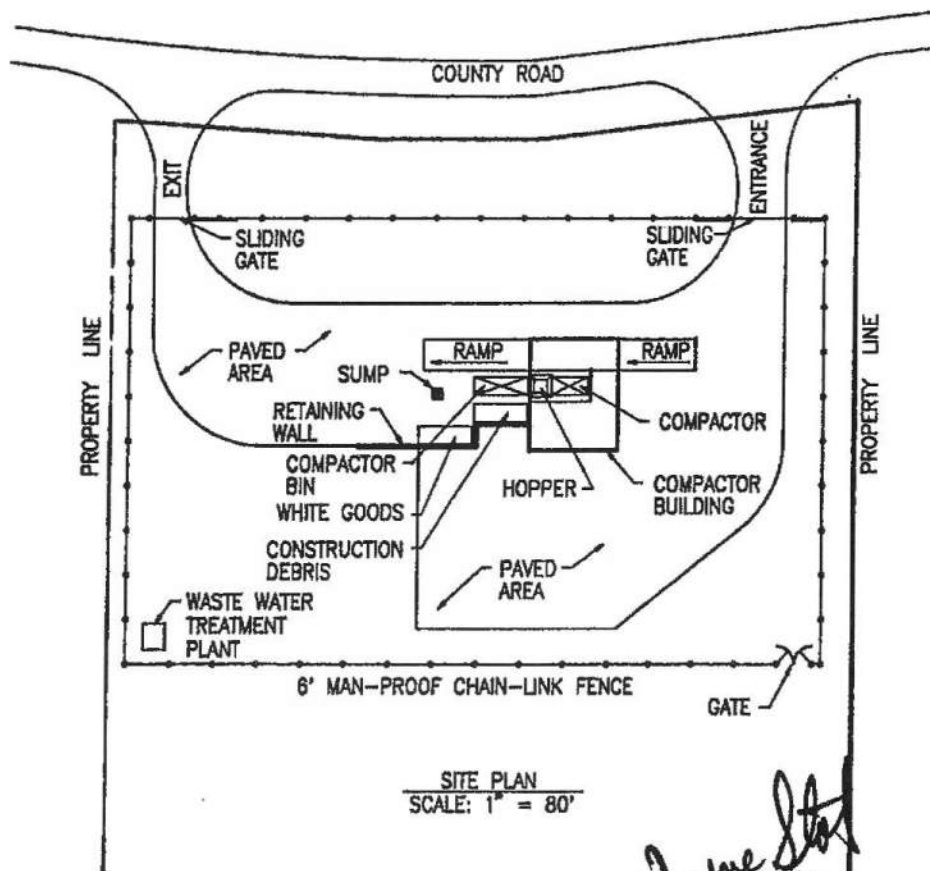 COUNTY ROAD
EXIT
ENTRANCE
SLIDING
GATE
SLIDING
GATE
PROPERTY LINE
PROPERTY LINE
PAVED
AREA
RAMP
RAMP
SUMP
RETAINING
WALL
COMPACTOR
COMPACTOR
BIN
HOPPER
COMPACTOR
BUILDING
WHITE GOODS
CONSTRUCTION
DEBRIS
PAVED
AREA
WASTE WATER
TREATMENT
PLANT
6' MAN-PROOF CHAIN-LINK FENCE
GATE
SITE PLAN
SCALE: 1" = 80'